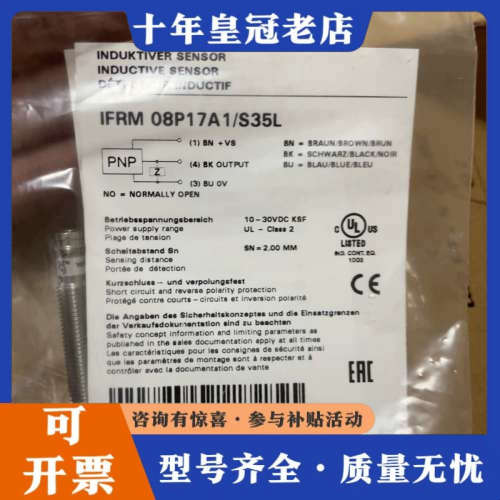 十年皇冠老店
INDUKTIVER SENSOR
INDUCTIVE SENSOR
INDUCTIF
IFRM 08P17A1/S35L
(1) BN +VS
PNP
Z
(4) BK OUTPUT
(3) BU 0V
BN = BRAUN/BROWN/BRUN
BK = SCHWARZ/BLACK/NOIR
BU = BLAU/BLUE/BLEU
NO = NORMALLY OPEN
Betriebsspannungsbereich
Power supply range
Plage de tension
10-30VDC KSF
UL - Class 2
Schaltabstand Sn
Sensing distance
Portée de détection
SN=2,00 MM
C UL US
LISTED
IND. CONT. EQ.
Kurzschluss - und verpolungsfest
Short circuit and reverse polarity protection
Protégé contre courts - circuits et inversion polarité
CE
Die Angaben des Sicherheitskonzeptes und die Einsatzgrenzen
der Verkaufsdokumentation sind zu beachten
Safety concept information and limiting parameters as
published in the sales documentation apply at all times
Les caractéristiques pour les consignes de sécurité ainsi
que les paramètres de montage sont à respecter et à
contrôler de la documentation de vante
EAC
咨询有惊喜·参与补贴活动
可
开票
型号齐全·质量无忧